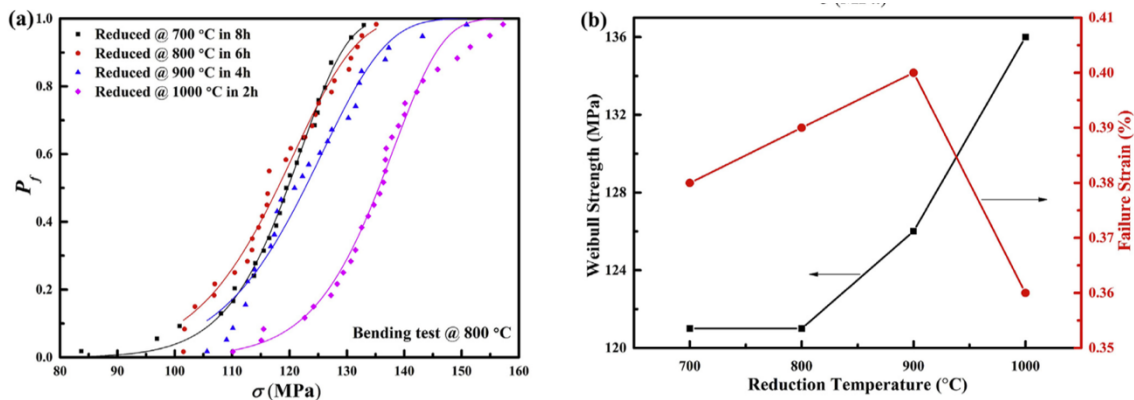 (a)
Reduced @ 700 °C in 8h
Reduced @ 800 °C in 6h
Reduced @ 900 °C in 4h
Reduced @ 1000 °C in 2h
1.0
0.8
0.6
0.4
0.2
0.0
P_f
Bending test @ 800 °C
80 90 100 110 120 130 140 150 160
σ (MPa)
(b)
136
132
128
124
120
Weibull Strength (MPa)
0.41
0.40
0.39
0.38
0.37
0.36
0.35
Failure Strain (%)
700 800 900 1000
Reduction Temperature (°C)